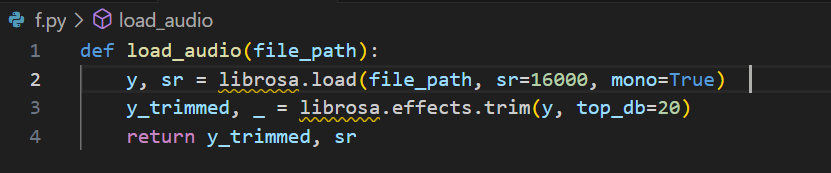 f.py > load_audio
1 def load_audio(file_path):
2     y, sr = librosa.load(file_path, sr=16000, mono=True)
3     y_trimmed, _ = librosa.effects.trim(y, top_db=20)
4     return y_trimmed, sr